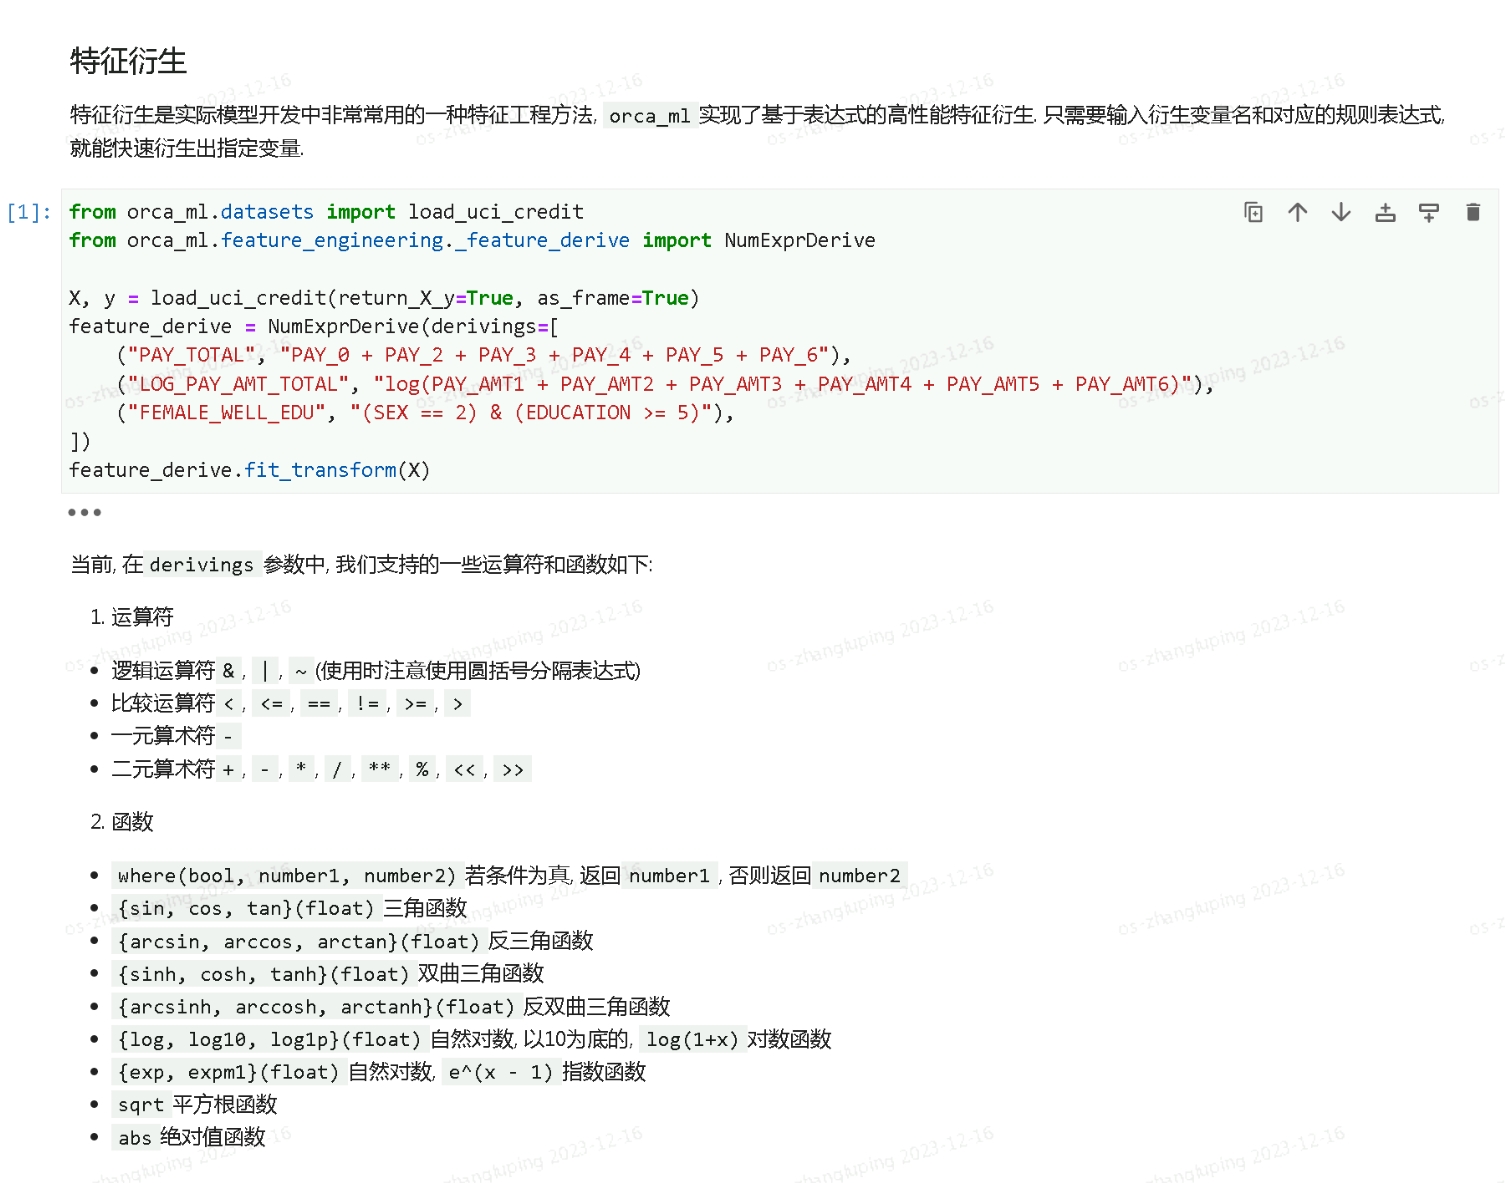 特征衍生
特征衍生是实际模型开发中非常常用的一种特征工程方法, orca_ml 实现了基于表达式的高性能特征衍生. 只需要输入衍生变量名和对应的规则表达式,
就能快速衍生出指定变量.
[1]: from orca_ml.datasets import load_uci_credit
from orca_ml.feature_engineering._feature_derive import NumExprDerive
X, y = load_uci_credit(return_X_y=True, as_frame=True)
feature_derive = NumExprDerive(derivings=[
    ("PAY_TOTAL", "PAY_0 + PAY_2 + PAY_3 + PAY_4 + PAY_5 + PAY_6"),
    ("LOG_PAY_AMT_TOTAL", "log(PAY_AMT1 + PAY_AMT2 + PAY_AMT3 + PAY_AMT4 + PAY_AMT5 + PAY_AMT6)"),
    ("FEMALE_WELL_EDU", "(SEX == 2) & (EDUCATION >= 5)"),
])
feature_derive.fit_transform(X)
•••
当前, 在 derivings 参数中, 我们支持的一些运算符和函数如下:
1. 运算符
• 逻辑运算符 & , | , ~ (使用时注意使用圆括号分隔表达式)
• 比较运算符 < , <= , == , != , >= , >
• 一元算术符 -
• 二元算术符 + , - , * , / , ** , % , << , >>
2. 函数
• where(bool, number1, number2) 若条件为真, 返回 number1 , 否则返回 number2
• {sin, cos, tan}(float) 三角函数
• {arcsin, arccos, arctan}(float) 反三角函数
• {sinh, cosh, tanh}(float) 双曲三角函数
• {arcsinh, arccosh, arctanh}(float) 反双曲三角函数
• {log, log10, log1p}(float) 自然对数, 以10为底的, log(1+x) 对数函数
• {exp, expm1}(float) 自然对数, e^(x - 1) 指数函数
• sqrt 平方根函数
• abs 绝对值函数